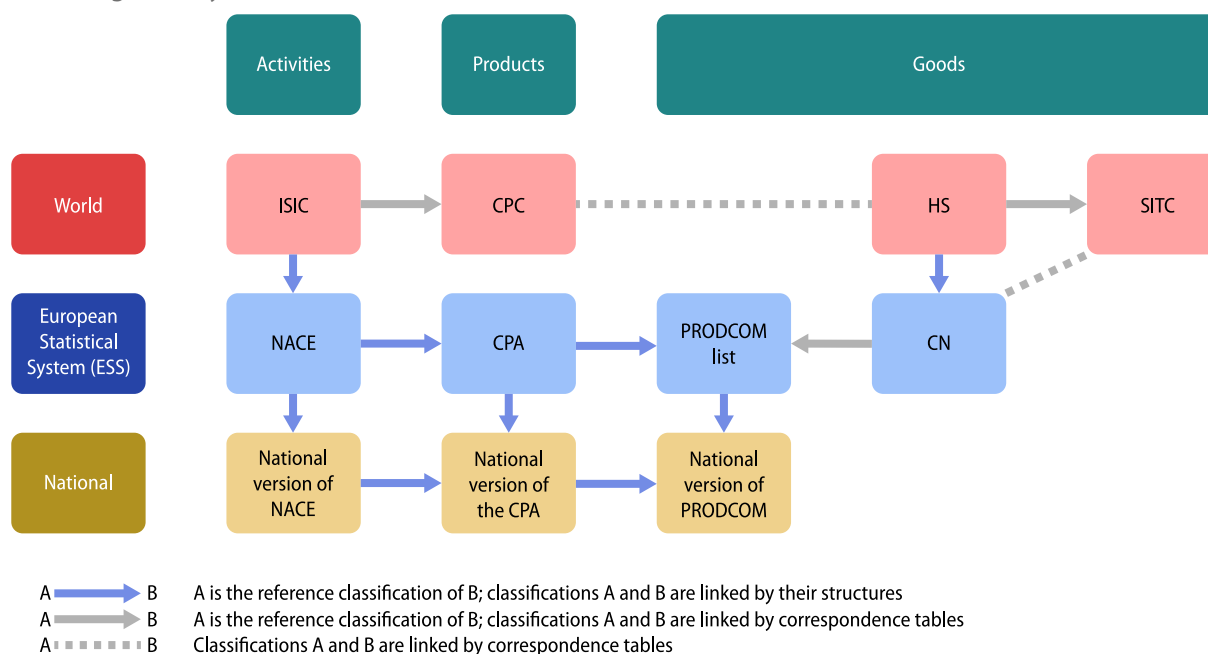 Activities
Products
Goods
World
ISIC
CPC
HS
SITC
European
Statistical
System (ESS)
NACE
CPA
PRODCOM
list
CN
National
National
version of
NACE
National
version of
the CPA
National
version of
PRODCOM
A B A is the reference classification of B; classifications A and B are linked by their structures
A B A is the reference classification of B; classifications A and B are linked by correspondence tables
A B Classifications A and B are linked by correspondence tables